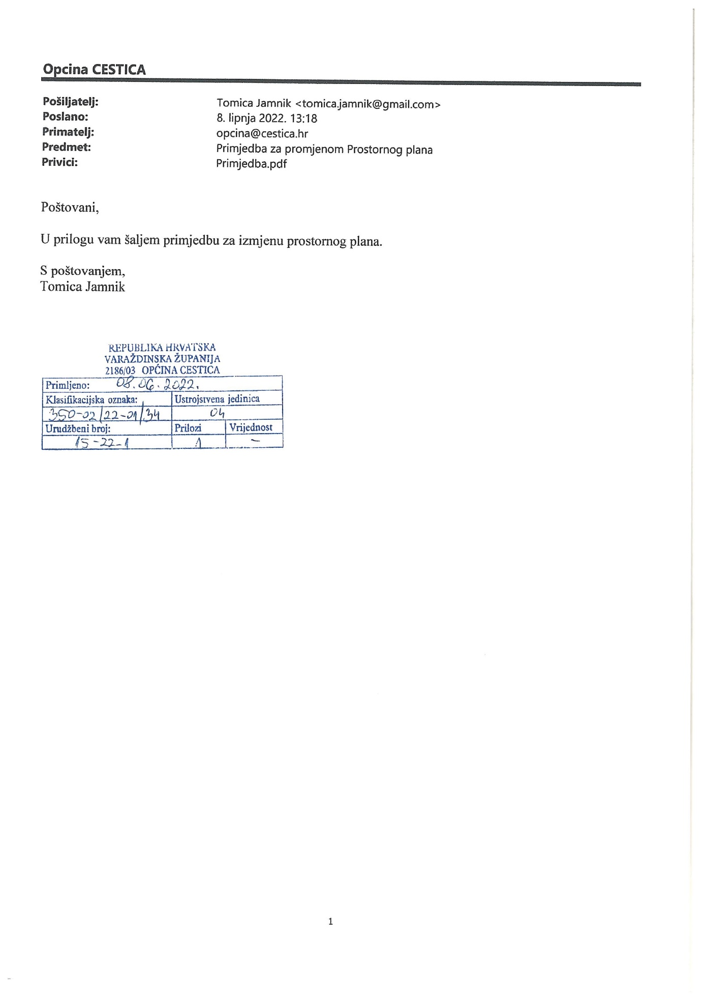 Opcina CESTICA
Pošiljatelj: Tomica Jamnik <tomica.jamnik@gmail.com>
Poslano: 8. lipnja 2022. 13:18
Primatelj: opcina@cestica.hr
Predmet: Primjedba za promjenom Prostornog plana
Privici: Primjedba.pdf
Poštovani,
U prilogu vam šaljem primjedbu za izmjenu prostornog plana.
S poštovanjem,
Tomica Jamnik
REPUBLIKA HRVATSKA
VARAŽDINSKA ŽUPANIJA
2186/03 OPĆINA CESTICA
Primljeno: 08.06.2022.
Klasifikacijska oznaka: Ustrojstvena jedinica
350-02/22-01/34 04
Urudžbeni broj: Prilozi Vrijednost
15-22-1 1 -
1